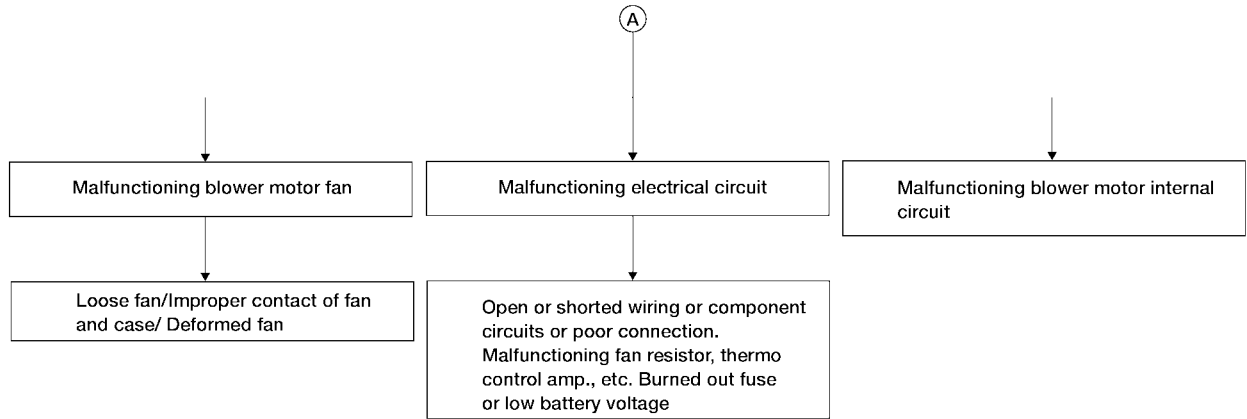 A
Malfunctioning blower motor fan
Malfunctioning electrical circuit
Malfunctioning blower motor internal
circuit
Loose fan/Improper contact of fan
and case/ Deformed fan
Open or shorted wiring or component
circuits or poor connection.
Malfunctioning fan resistor, thermo
control amp., etc. Burned out fuse
or low battery voltage